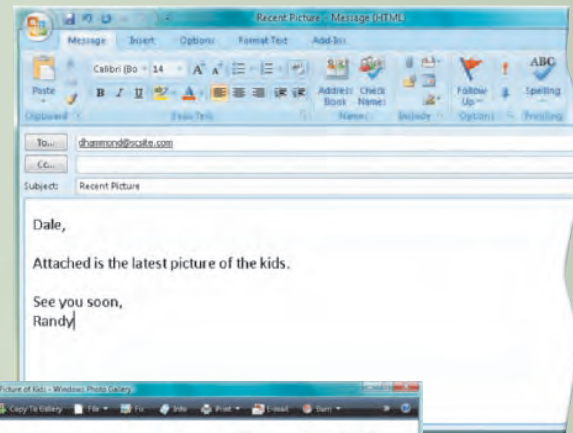 Recent Picture - Message (HTML)
Message Insert Options Format Text Add-Ins
Calibri (Bo 14
Paste
B I U
Address Book
Check Names
Follow Up
ABC
Spelling
Clipboard Basic Text Names Include Options Proofing
To... dhammond@scsite.com
Cc...
Subject: Recent Picture
Dale,
Attached is the latest picture of the kids.
See you soon,
Randy
Picture of Kids - Windows Photo Gallery
Copy To Gallery File Fix Info Print E-mail Burn